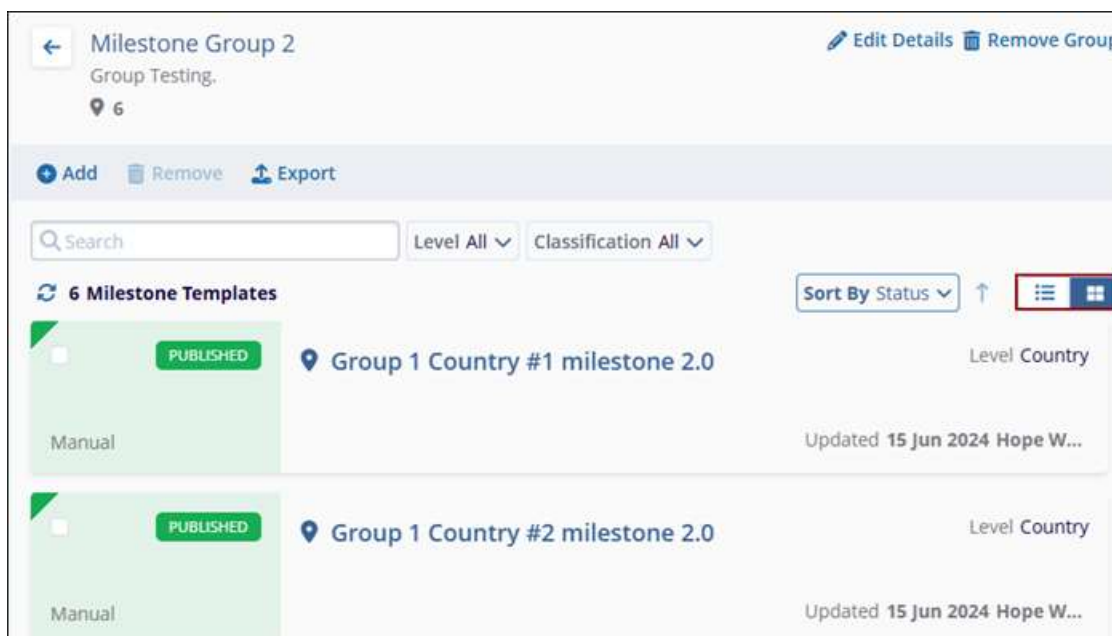 Milestone Group 2
Edit Details Remove Group
Group Testing.
6
Add Remove Export
Search Level All Classification All
6 Milestone Templates Sort By Status
PUBLISHED Group 1 Country #1 milestone 2.0 Level Country
Manual Updated 15 Jun 2024 Hope W...
PUBLISHED Group 1 Country #2 milestone 2.0 Level Country
Manual Updated 15 Jun 2024 Hope W...